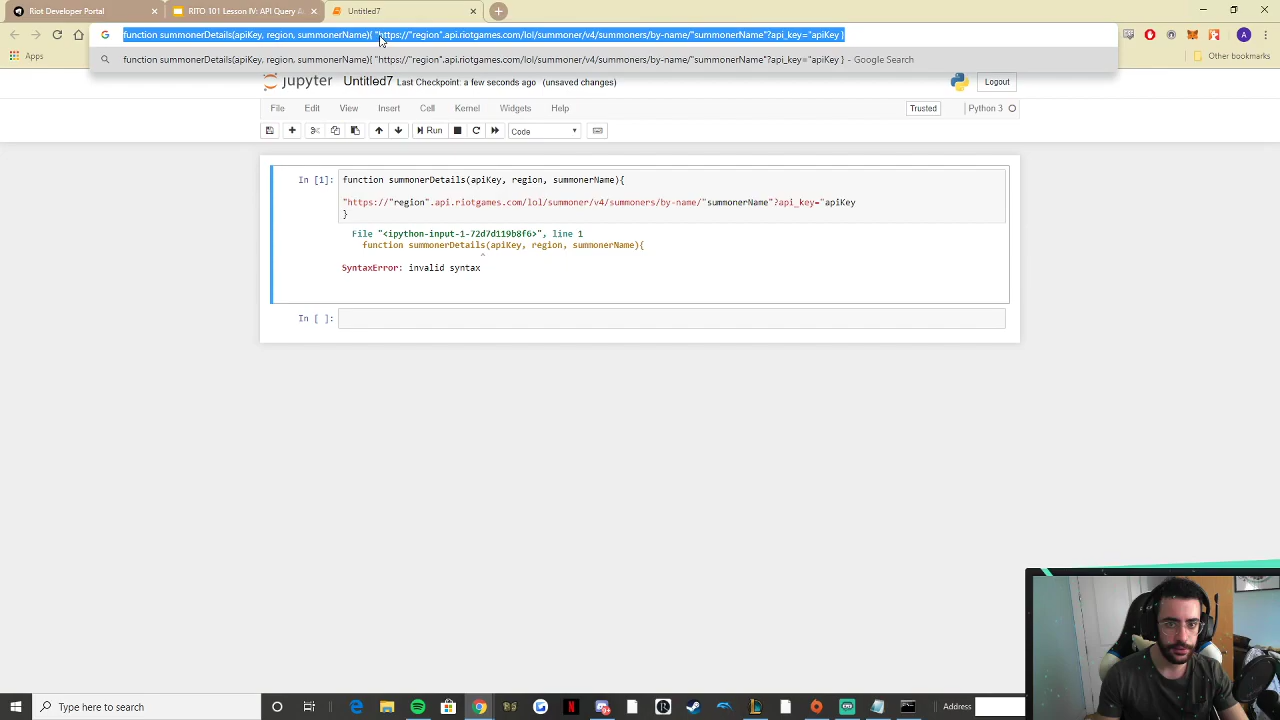 Riot Developer Portal
RITO 101 Lesson IV: API Query Au
Untitled7
function summonerDetails(apiKey, region, summonerName){ "https://"region".api.riotgames.com/lol/summoner/v4/summoners/by-name/"summonerName"?api_key="apiKey }
function summonerDetails(apiKey, region, summonerName){ "https://"region".api.riotgames.com/lol/summoner/v4/summoners/by-name/"summonerName"?api_key="apiKey } - Google Search
Apps
jupyter Untitled7 Last Checkpoint: a few seconds ago (unsaved changes)
Logout
File Edit View Insert Cell Kernel Widgets Help
Trusted
Python 3
Run
Code
In [1]: function summonerDetails(apiKey, region, summonerName){
"https://"region".api.riotgames.com/lol/summoner/v4/summoners/by-name/"summonerName"?api_key="apiKey
}
File "<ipython-input-1-72d7d119b8f6>", line 1
function summonerDetails(apiKey, region, summonerName){
^
SyntaxError: invalid syntax
In [ ]:
Type here to search
Address